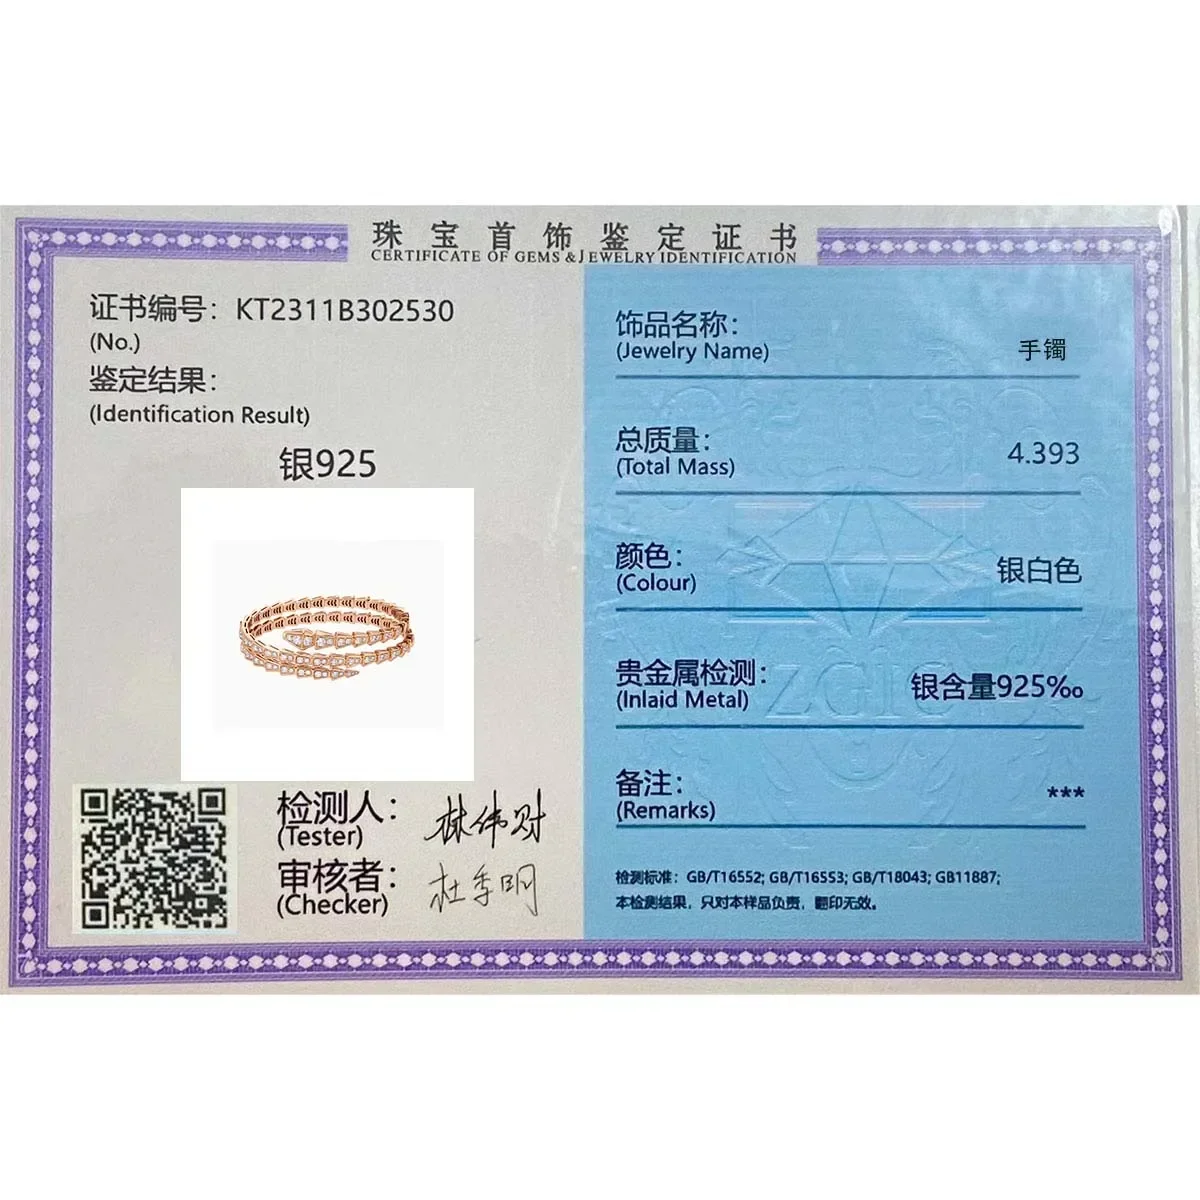 珠宝首饰鉴定证书
CERTIFICATE OF GEMS & JEWELRY IDENTIFICATION
证书编号：KT2311B302530
(No.)
鉴定结果：
(Identification Result)
银925
检测人：
(Tester)
林伟财
审核者：
(Checker)
杜季明
饰品名称：
(Jewelry Name)
手镯
总质量：
(Total Mass)
4.393
颜色：
(Colour)
银白色
贵金属检测：
(Inlaid Metal)
银含量925‰
ZGIC
备注：
(Remarks)
***
检测标准：GB/T16552; GB/T16553; GB/T18043; GB11887;
本检测结果，只对本样品负责，翻印无效。